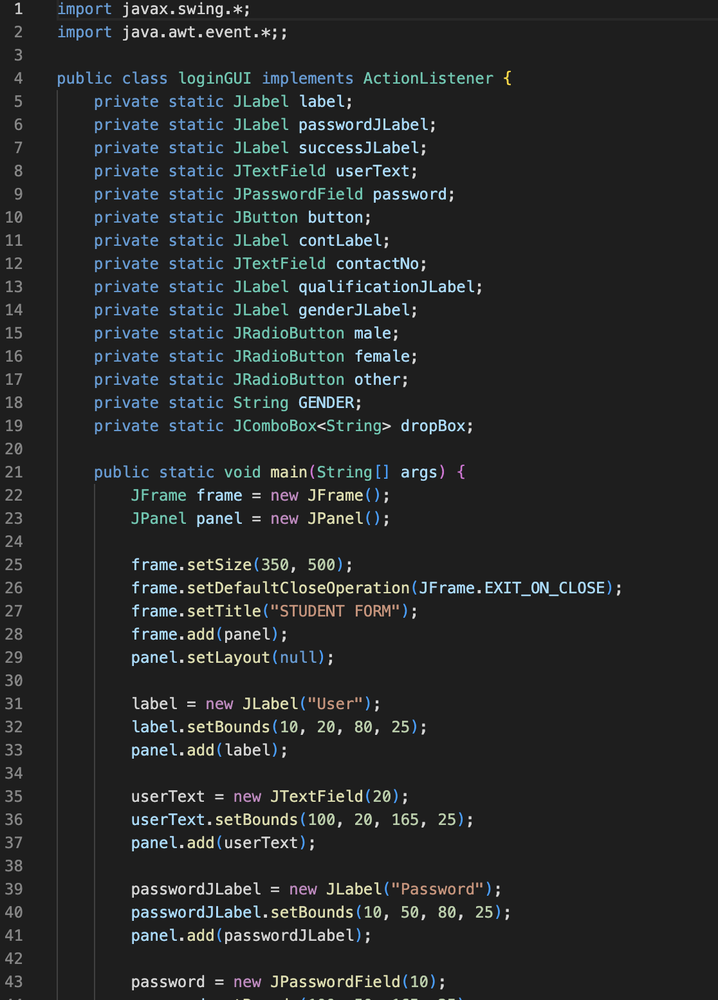 1 import javax.swing.*;
2 import java.awt.event.*;;
3
4 public class loginGUI implements ActionListener {
5 private static JLabel label;
6 private static JLabel passwordJLabel;
7 private static JLabel successJLabel;
8 private static JTextField userText;
9 private static JPasswordField password;
10 private static JButton button;
11 private static JLabel contLabel;
12 private static JTextField contactNo;
13 private static JLabel qualificationJLabel;
14 private static JLabel genderJLabel;
15 private static JRadioButton male;
16 private static JRadioButton female;
17 private static JRadioButton other;
18 private static String GENDER;
19 private static JComboBox<String> dropBox;
20
21 public static void main(String[] args) {
22 JFrame frame = new JFrame();
23 JPanel panel = new JPanel();
24
25 frame.setSize(350, 500);
26 frame.setDefaultCloseOperation(JFrame.EXIT_ON_CLOSE);
27 frame.setTitle("STUDENT FORM");
28 frame.add(panel);
29 panel.setLayout(null);
30
31 label = new JLabel("User");
32 label.setBounds(10, 20, 80, 25);
33 panel.add(label);
34
35 userText = new JTextField(20);
36 userText.setBounds(100, 20, 165, 25);
37 panel.add(userText);
38
39 passwordJLabel = new JLabel("Password");
40 passwordJLabel.setBounds(10, 50, 80, 25);
41 panel.add(passwordJLabel);
42
43 password = new JPasswordField(10);